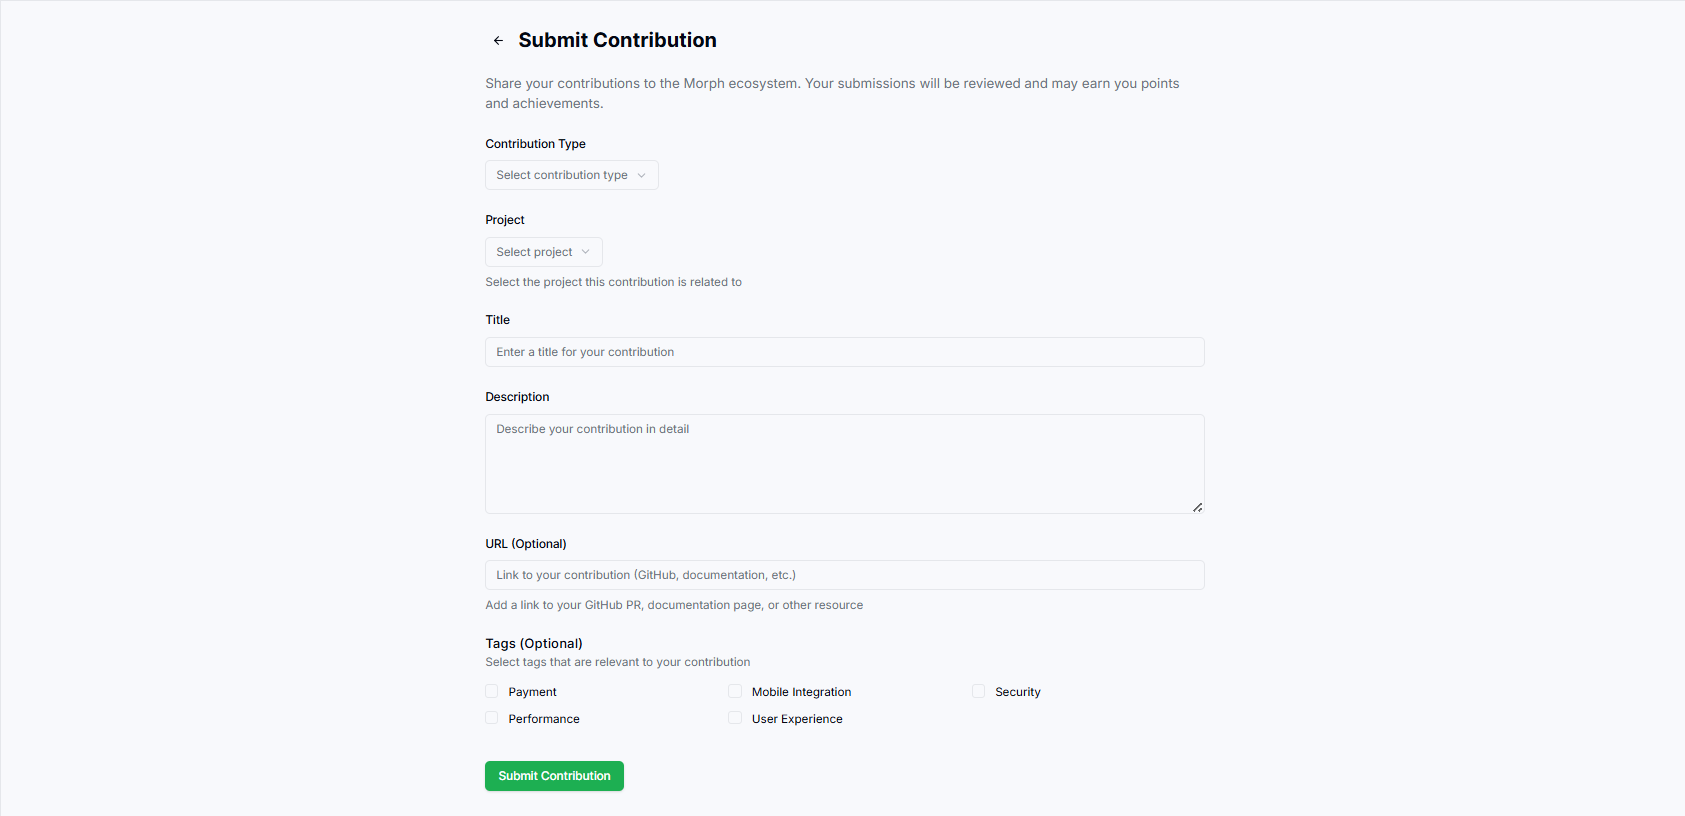 Submit Contribution
Share your contributions to the Morph ecosystem. Your submissions will be reviewed and may earn you points
and achievements.
Contribution Type
Select contribution type
Project
Select project
Select the project this contribution is related to
Title
Enter a title for your contribution
Description
Describe your contribution in detail
URL (Optional)
Link to your contribution (GitHub, documentation, etc.)
Add a link to your GitHub PR, documentation page, or other resource
Tags (Optional)
Select tags that are relevant to your contribution
Payment Mobile Integration Security
Performance User Experience
Submit Contribution